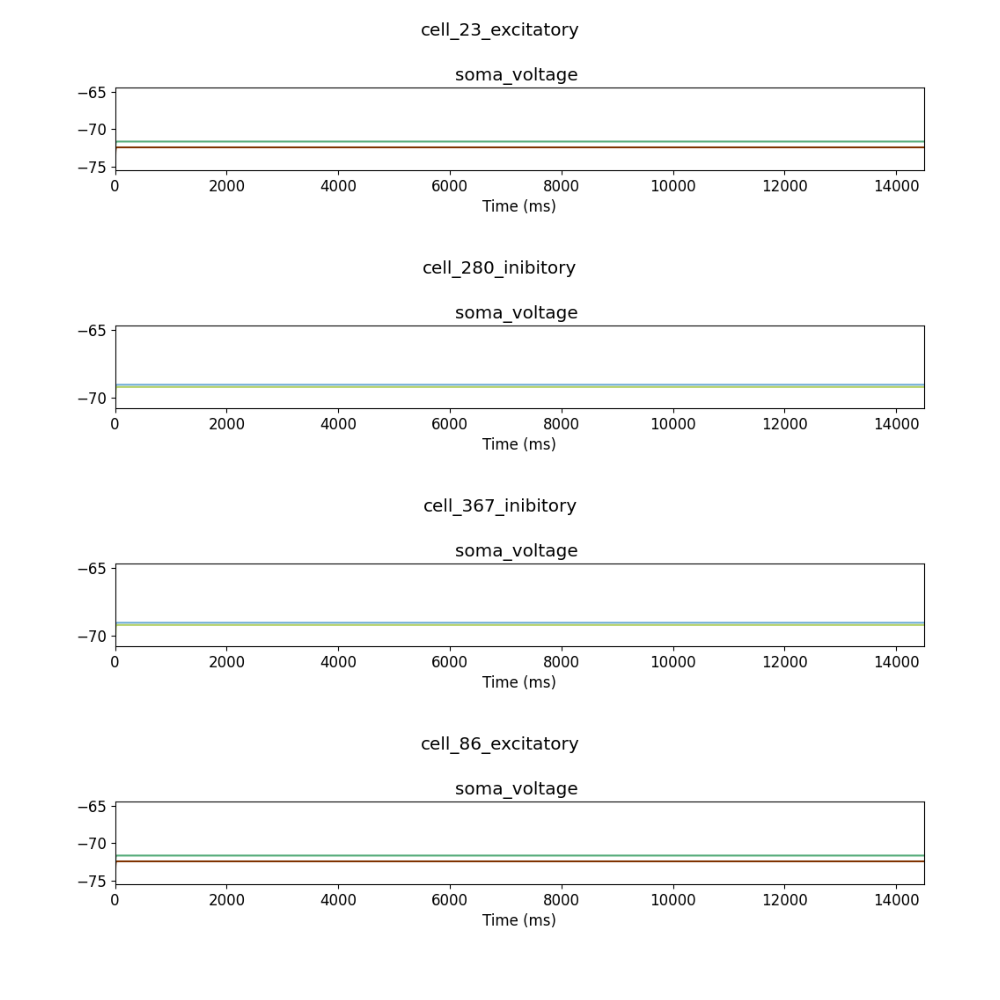 cell_23_excitatory
soma_voltage
−65
−70
−75
0 2000 4000 6000 8000 10000 12000 14000
Time (ms)
cell_280_inibitory
soma_voltage
−65
−70
0 2000 4000 6000 8000 10000 12000 14000
Time (ms)
cell_367_inibitory
soma_voltage
−65
−70
0 2000 4000 6000 8000 10000 12000 14000
Time (ms)
cell_86_excitatory
soma_voltage
−65
−70
−75
0 2000 4000 6000 8000 10000 12000 14000
Time (ms)